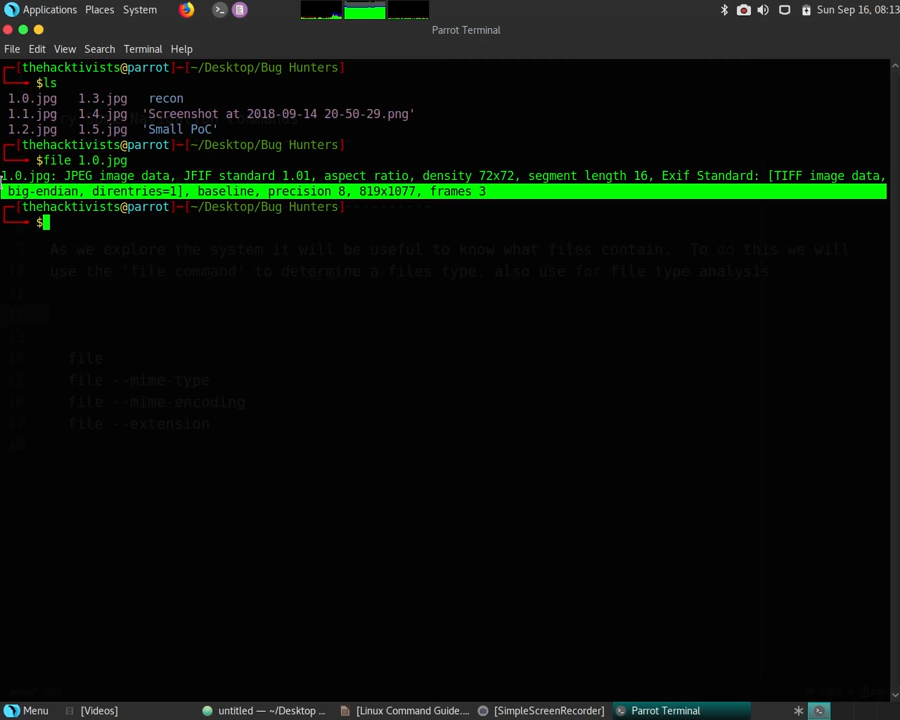 Applications Places System Sun Sep 16, 08:13
Parrot Terminal
File Edit View Search Terminal Help
[thehacktivists@parrot]─[~/Desktop/Bug Hunters]
$ls
1.0.jpg 1.3.jpg recon
1.1.jpg 1.4.jpg 'Screenshot at 2018-09-14 20-50-29.png'
1.2.jpg 1.5.jpg 'Small PoC'
[thehacktivists@parrot]─[~/Desktop/Bug Hunters]
$file 1.0.jpg
1.0.jpg: JPEG image data, JFIF standard 1.01, aspect ratio, density 72x72, segment length 16, Exif Standard: [TIFF image data,
big-endian, direntries=1], baseline, precision 8, 819x1077, frames 3
[thehacktivists@parrot]─[~/Desktop/Bug Hunters]
$
As we explore the system it will be useful to know what files contain. To do this we will
use the 'file command' to determine a files type, also use for file type analysis
file
file --mime-type
file --mime-encoding
file --extension
Menu [Videos] untitled — ~/Desktop ... [Linux Command Guide.... [SimpleScreenRecorder] Parrot Terminal